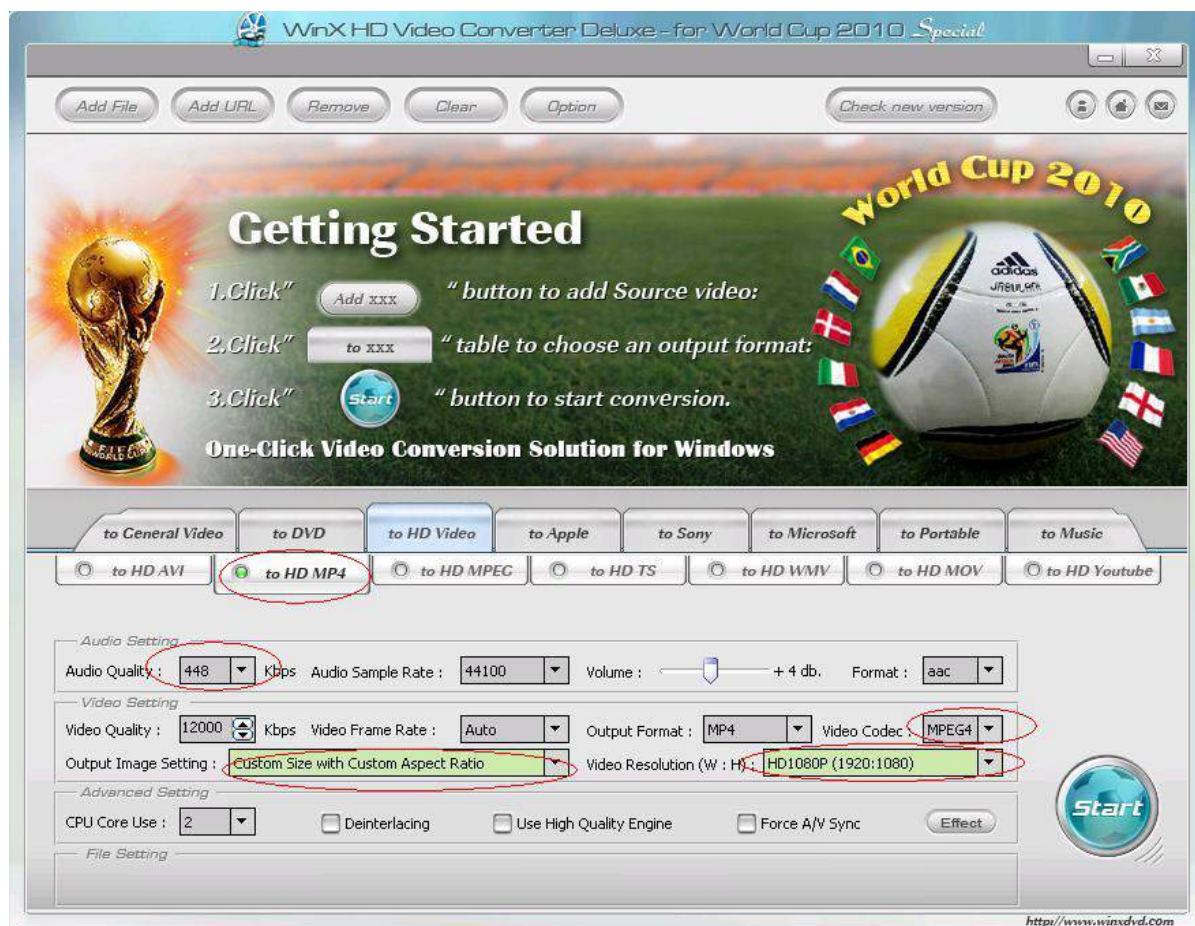 WinX HD Video Converter Deluxe - for World Cup 2010 Special
Add File Add URL Remove Clear Option Check new version
World Cup 2010
Getting Started
adidas
JABULANI
1.Click" Add xxx " button to add Source video:
2.Click" to xxx " table to choose an output format:
3.Click" Start " button to start conversion.
One-Click Video Conversion Solution for Windows
FIFA
WORLD CUP
to General Video to DVD to HD Video to Apple to Sony to Microsoft to Portable to Music
to HD AVI to HD MP4 to HD MPEG to HD TS to HD WMV to HD MOV to HD Youtube
Audio Setting
Audio Quality : 448 Kbps Audio Sample Rate : 44100 Volume : + 4 db. Format : aac
Video Setting
Video Quality : 12000 Kbps Video Frame Rate : Auto Output Format : MP4 Video Codec : MPEG4
Output Image Setting : Custom Size with Custom Aspect Ratio Video Resolution (W : H) : HD1080P (1920:1080)
Advanced Setting
CPU Core Use : 2 Deinterlacing Use High Quality Engine Force A/V Sync Effect
Start
File Setting
http://www.winxdvd.com